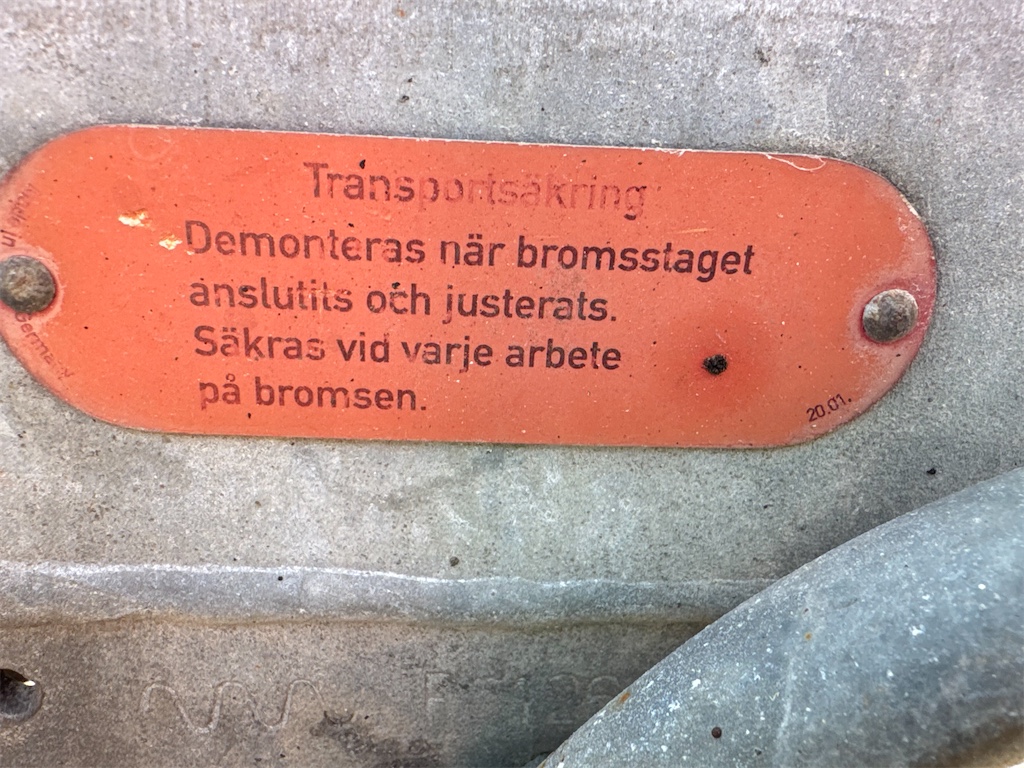 Transportsäkring
Demonteras när bromsstaget
anslutits och justerats.
Säkras vid varje arbete
på bromsen.
20.01.